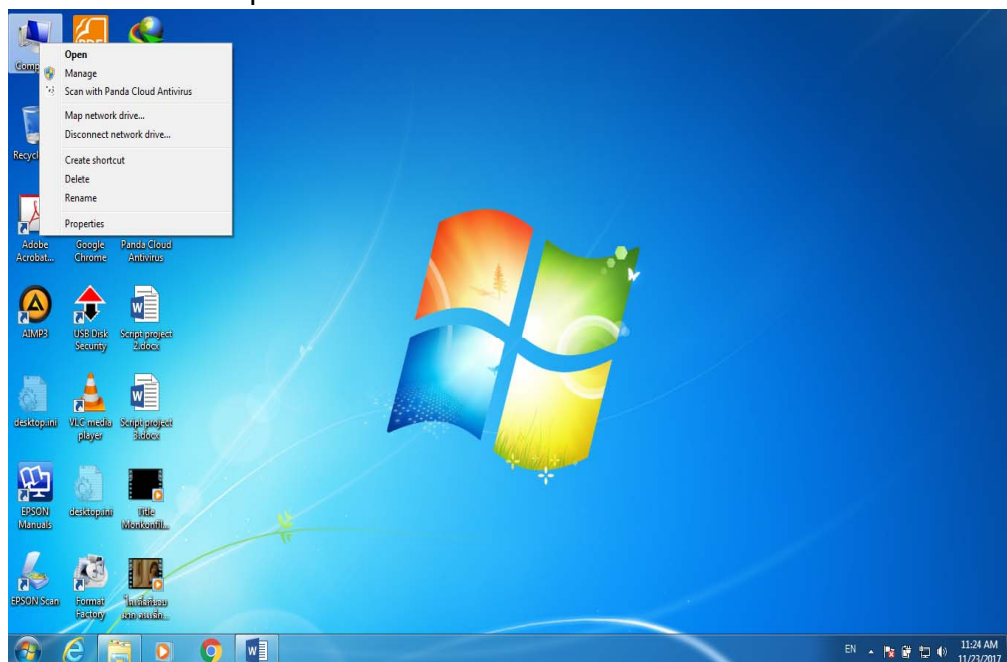 Open
Manage
Scan with Panda Cloud Antivirus
Map network drive...
Disconnect network drive...
Create shortcut
Delete
Rename
Properties
Adobe
Acrobat...
Google
Chrome
Panda Cloud
Antivirus
AIMP3
USB Disk
Security
Script project
2.docx
desktop.ini
VLC media
player
Script project
3.docx
EPSON
Manuals
desktop.ini
Title
EPSON Scan
Format
Factory
EN
11:24 AM
11/23/2017